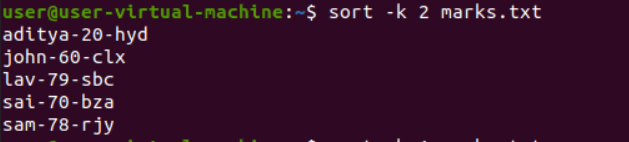 user@user-virtual-machine:~$ sort -k 2 marks.txt
aditya-20-hyd
john-60-clx
lav-79-sbc
sai-70-bza
sam-78-rjy